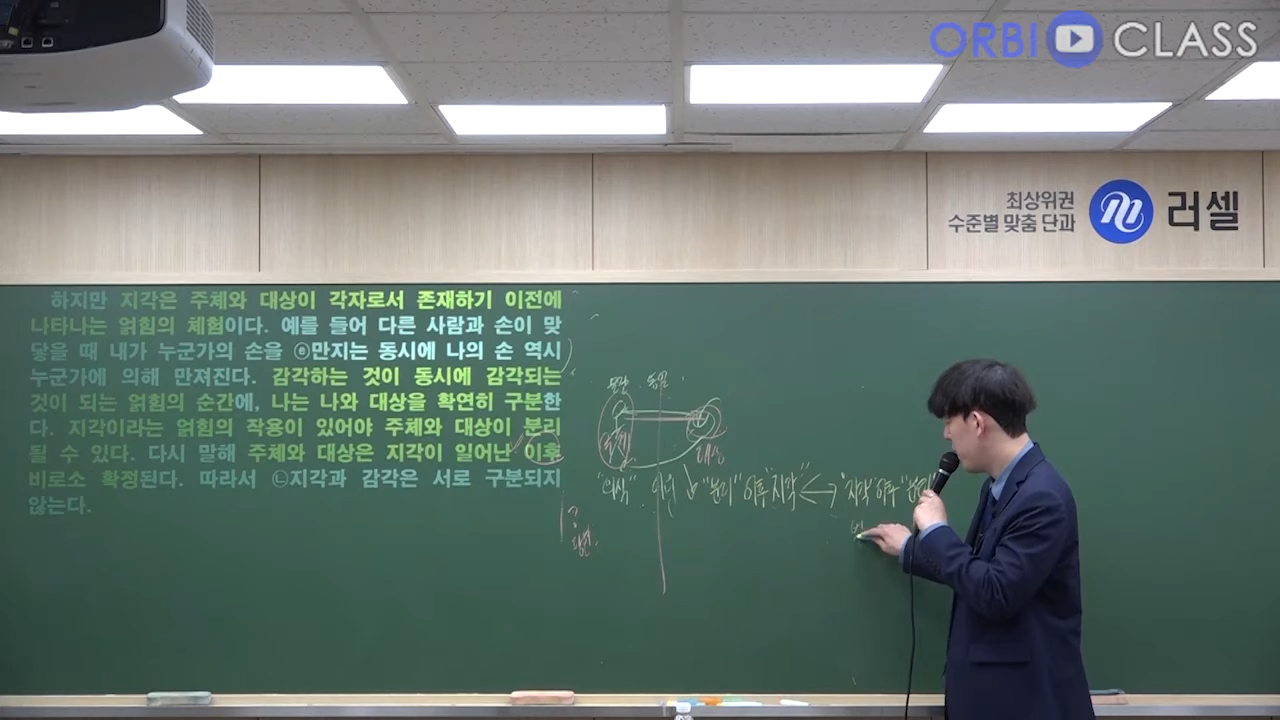 ORBI CLASS
최상위권
수준별 맞춤 단과
러셀
하지만 지각은 주체와 대상이 각자로서 존재하기 이전에
나타나는 얽힘의 체험이다. 예를 들어 다른 사람과 손이 맞
닿을 때 내가 누군가의 손을 ⓔ만지는 동시에 나의 손 역시
누군가에 의해 만져진다. 감각하는 것이 동시에 감각되는
것이 되는 얽힘의 순간에, 나는 나와 대상을 확연히 구분한
다. 지각이라는 얽힘의 작용이 있어야 주체와 대상이 분리
될 수 있다. 다시 말해 주체와 대상은 지각이 일어난 이후
비로소 확정된다. 따라서 ㉡지각과 감각은 서로 구분되지
않는다.
대상
"의식" "분리" 이후 "지각" ↔ "지각" 이후 "분리"